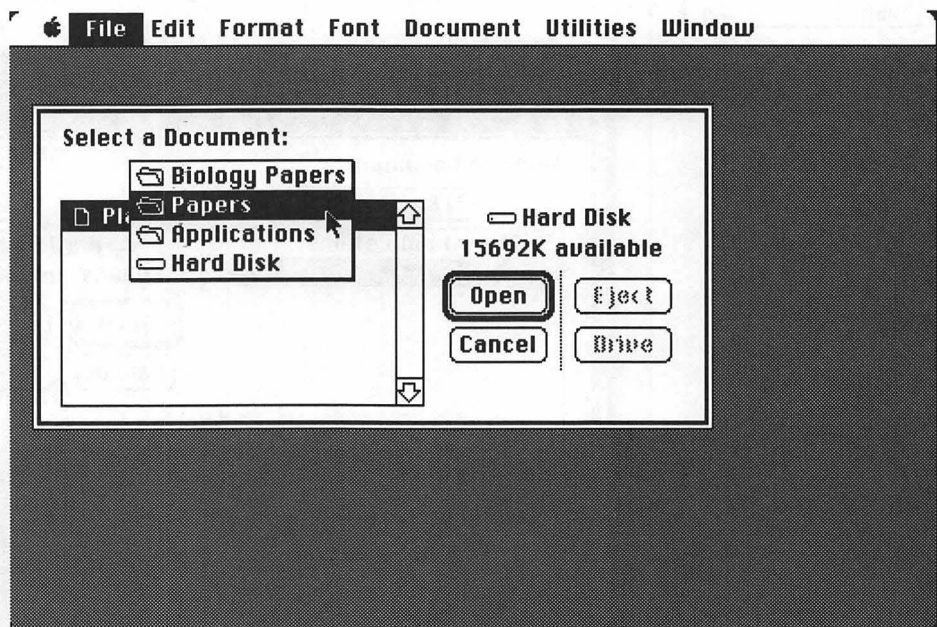 File Edit Format Font Document Utilities Window
Select a Document:
Biology Papers
Papers
Applications
Hard Disk
Hard Disk
15692K available
Open
Eject
Cancel
Drive